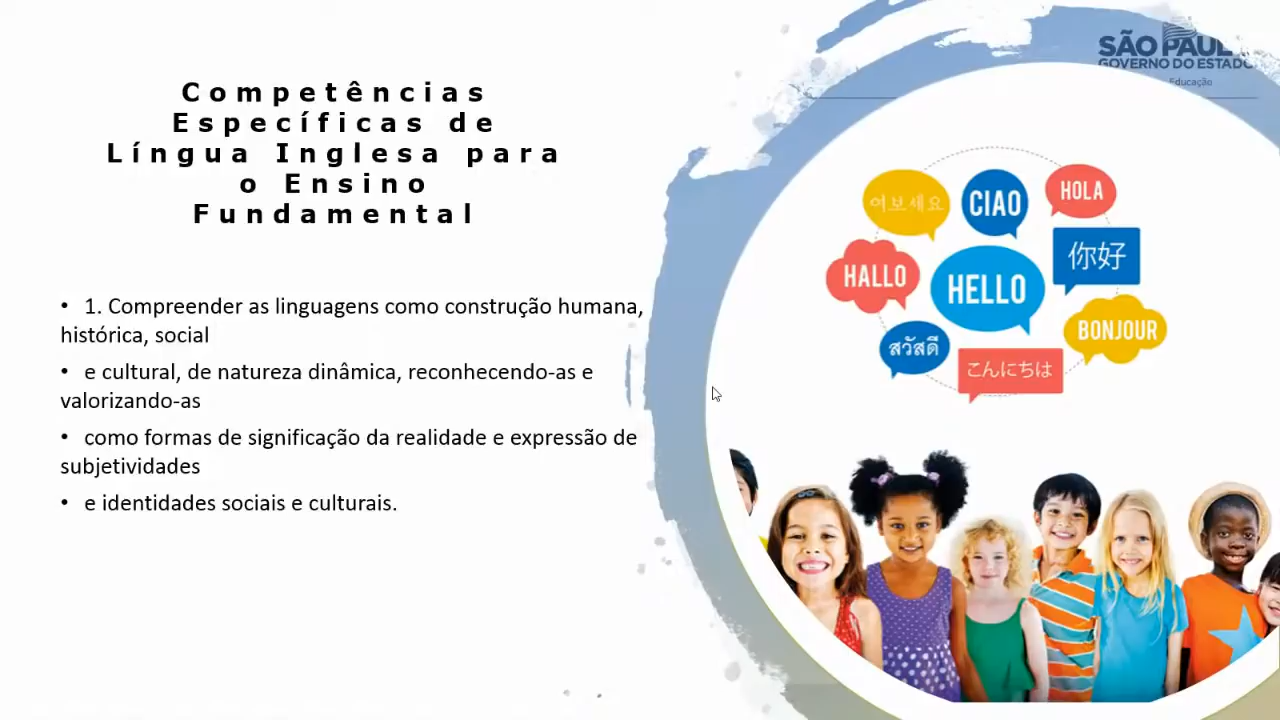 Competências
Específicas de
Língua Inglesa para
o Ensino
Fundamental
• 1. Compreender as linguagens como construção humana,
histórica, social
• e cultural, de natureza dinâmica, reconhecendo-as e
valorizando-as
• como formas de significação da realidade e expressão de
subjetividades
• e identidades sociais e culturais.
SÃO PAUL
GOVERNO DO ESTADO
Educação
여보세요
CIAO
HOLA
HALLO
HELLO
你好
BONJOUR
สวัสดี
こんにちは